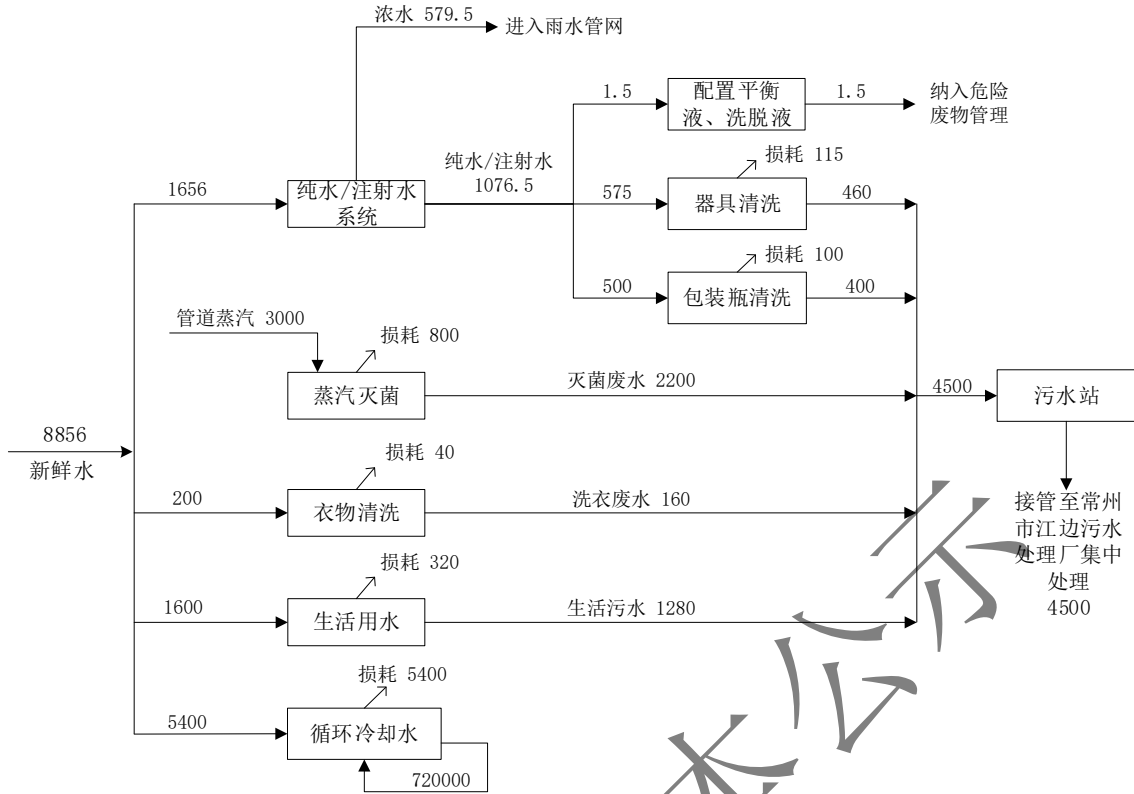 浓水 579.5
进入雨水管网
1.5
配置平衡
液、洗脱液
1.5
纳入危险
废物管理
纯水/注射水
1076.5
损耗 115
1656
纯水/注射水
系统
575
器具清洗
460
损耗 100
500
包装瓶清洗
400
管道蒸汽 3000
损耗 800
蒸汽灭菌
灭菌废水 2200
4500
污水站
8856
新鲜水
损耗 40
200
衣物清洗
洗衣废水 160
接管至常州
市江边污水
处理厂集中
处理
4500
损耗 320
1600
生活用水
生活污水 1280
损耗 5400
5400
循环冷却水
720000